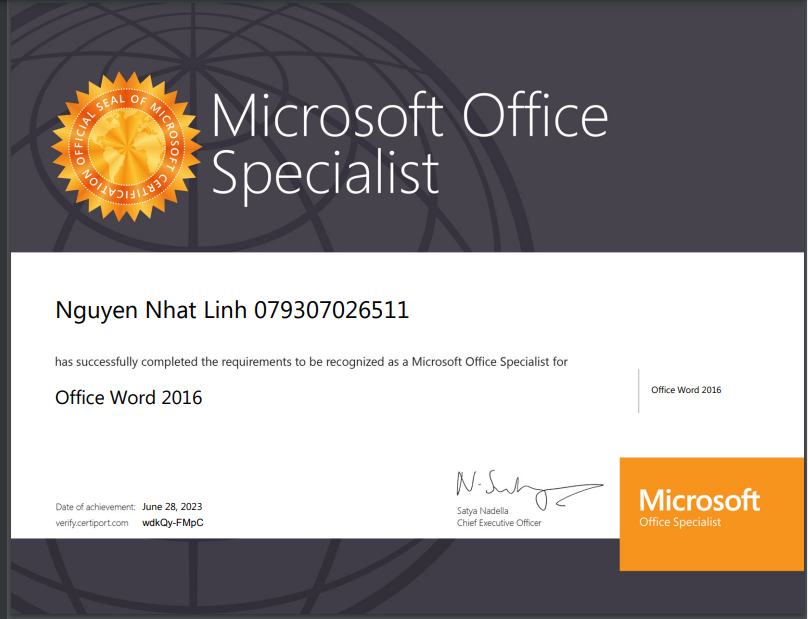 OFFICIAL SEAL OF MICROSOFT CERTIFICATION
Microsoft Office
Specialist
Nguyen Nhat Linh 079307026511
has successfully completed the requirements to be recognized as a Microsoft Office Specialist for
Office Word 2016
Office Word 2016
Date of achievement: June 28, 2023
verify.certiport.com wdkQy-FMpC
N. Satya
Satya Nadella
Chief Executive Officer
Microsoft
Office Specialist